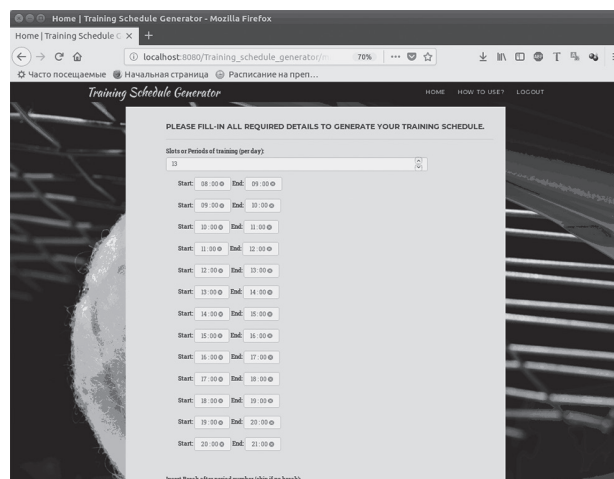 Home | Training Schedule Generator - Mozilla Firefox
Home | Training Schedule G
localhost:8080/Training_schedule_generator/m 70%
Часто посещаемые Начальная страница Расписание на преп…
Training Schedule Generator HOME HOW TO USE? LOGOUT
PLEASE FILL-IN ALL REQUIRED DETAILS TO GENERATE YOUR TRAINING SCHEDULE.
Slots or Periods of training (per day):
13
Start: 08:00 End: 09:00
Start: 09:00 End: 10:00
Start: 10:00 End: 11:00
Start: 11:00 End: 12:00
Start: 12:00 End: 13:00
Start: 13:00 End: 14:00
Start: 14:00 End: 15:00
Start: 15:00 End: 16:00
Start: 16:00 End: 17:00
Start: 17:00 End: 18:00
Start: 18:00 End: 19:00
Start: 19:00 End: 20:00
Start: 20:00 End: 21:00